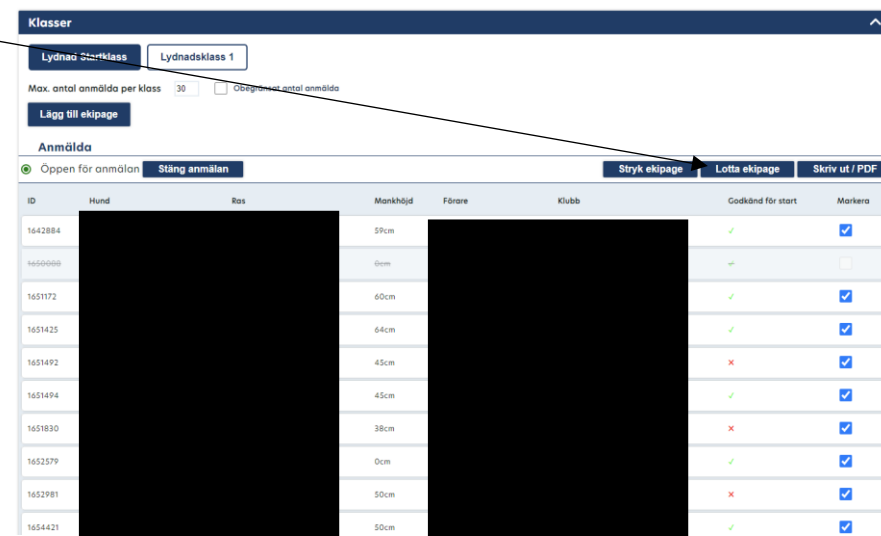 Klasser
Lydnad Startklass Lydnadsklass 1
Max. antal anmälda per klass 30 Obegränsat antal anmälda
Lägg till ekipage
Anmälda
Öppen för anmälan Stäng anmälan Stryk ekipage Lotta ekipage Skriv ut / PDF
ID Hund Ras Mankhöjd Förare Klubb Godkänd för start Markera
1642884 59cm
1650088 0cm
1651172 60cm
1651425 64cm
1651492 45cm
1651494 45cm
1651830 38cm
1652579 0cm
1652981 50cm
1654421 50cm